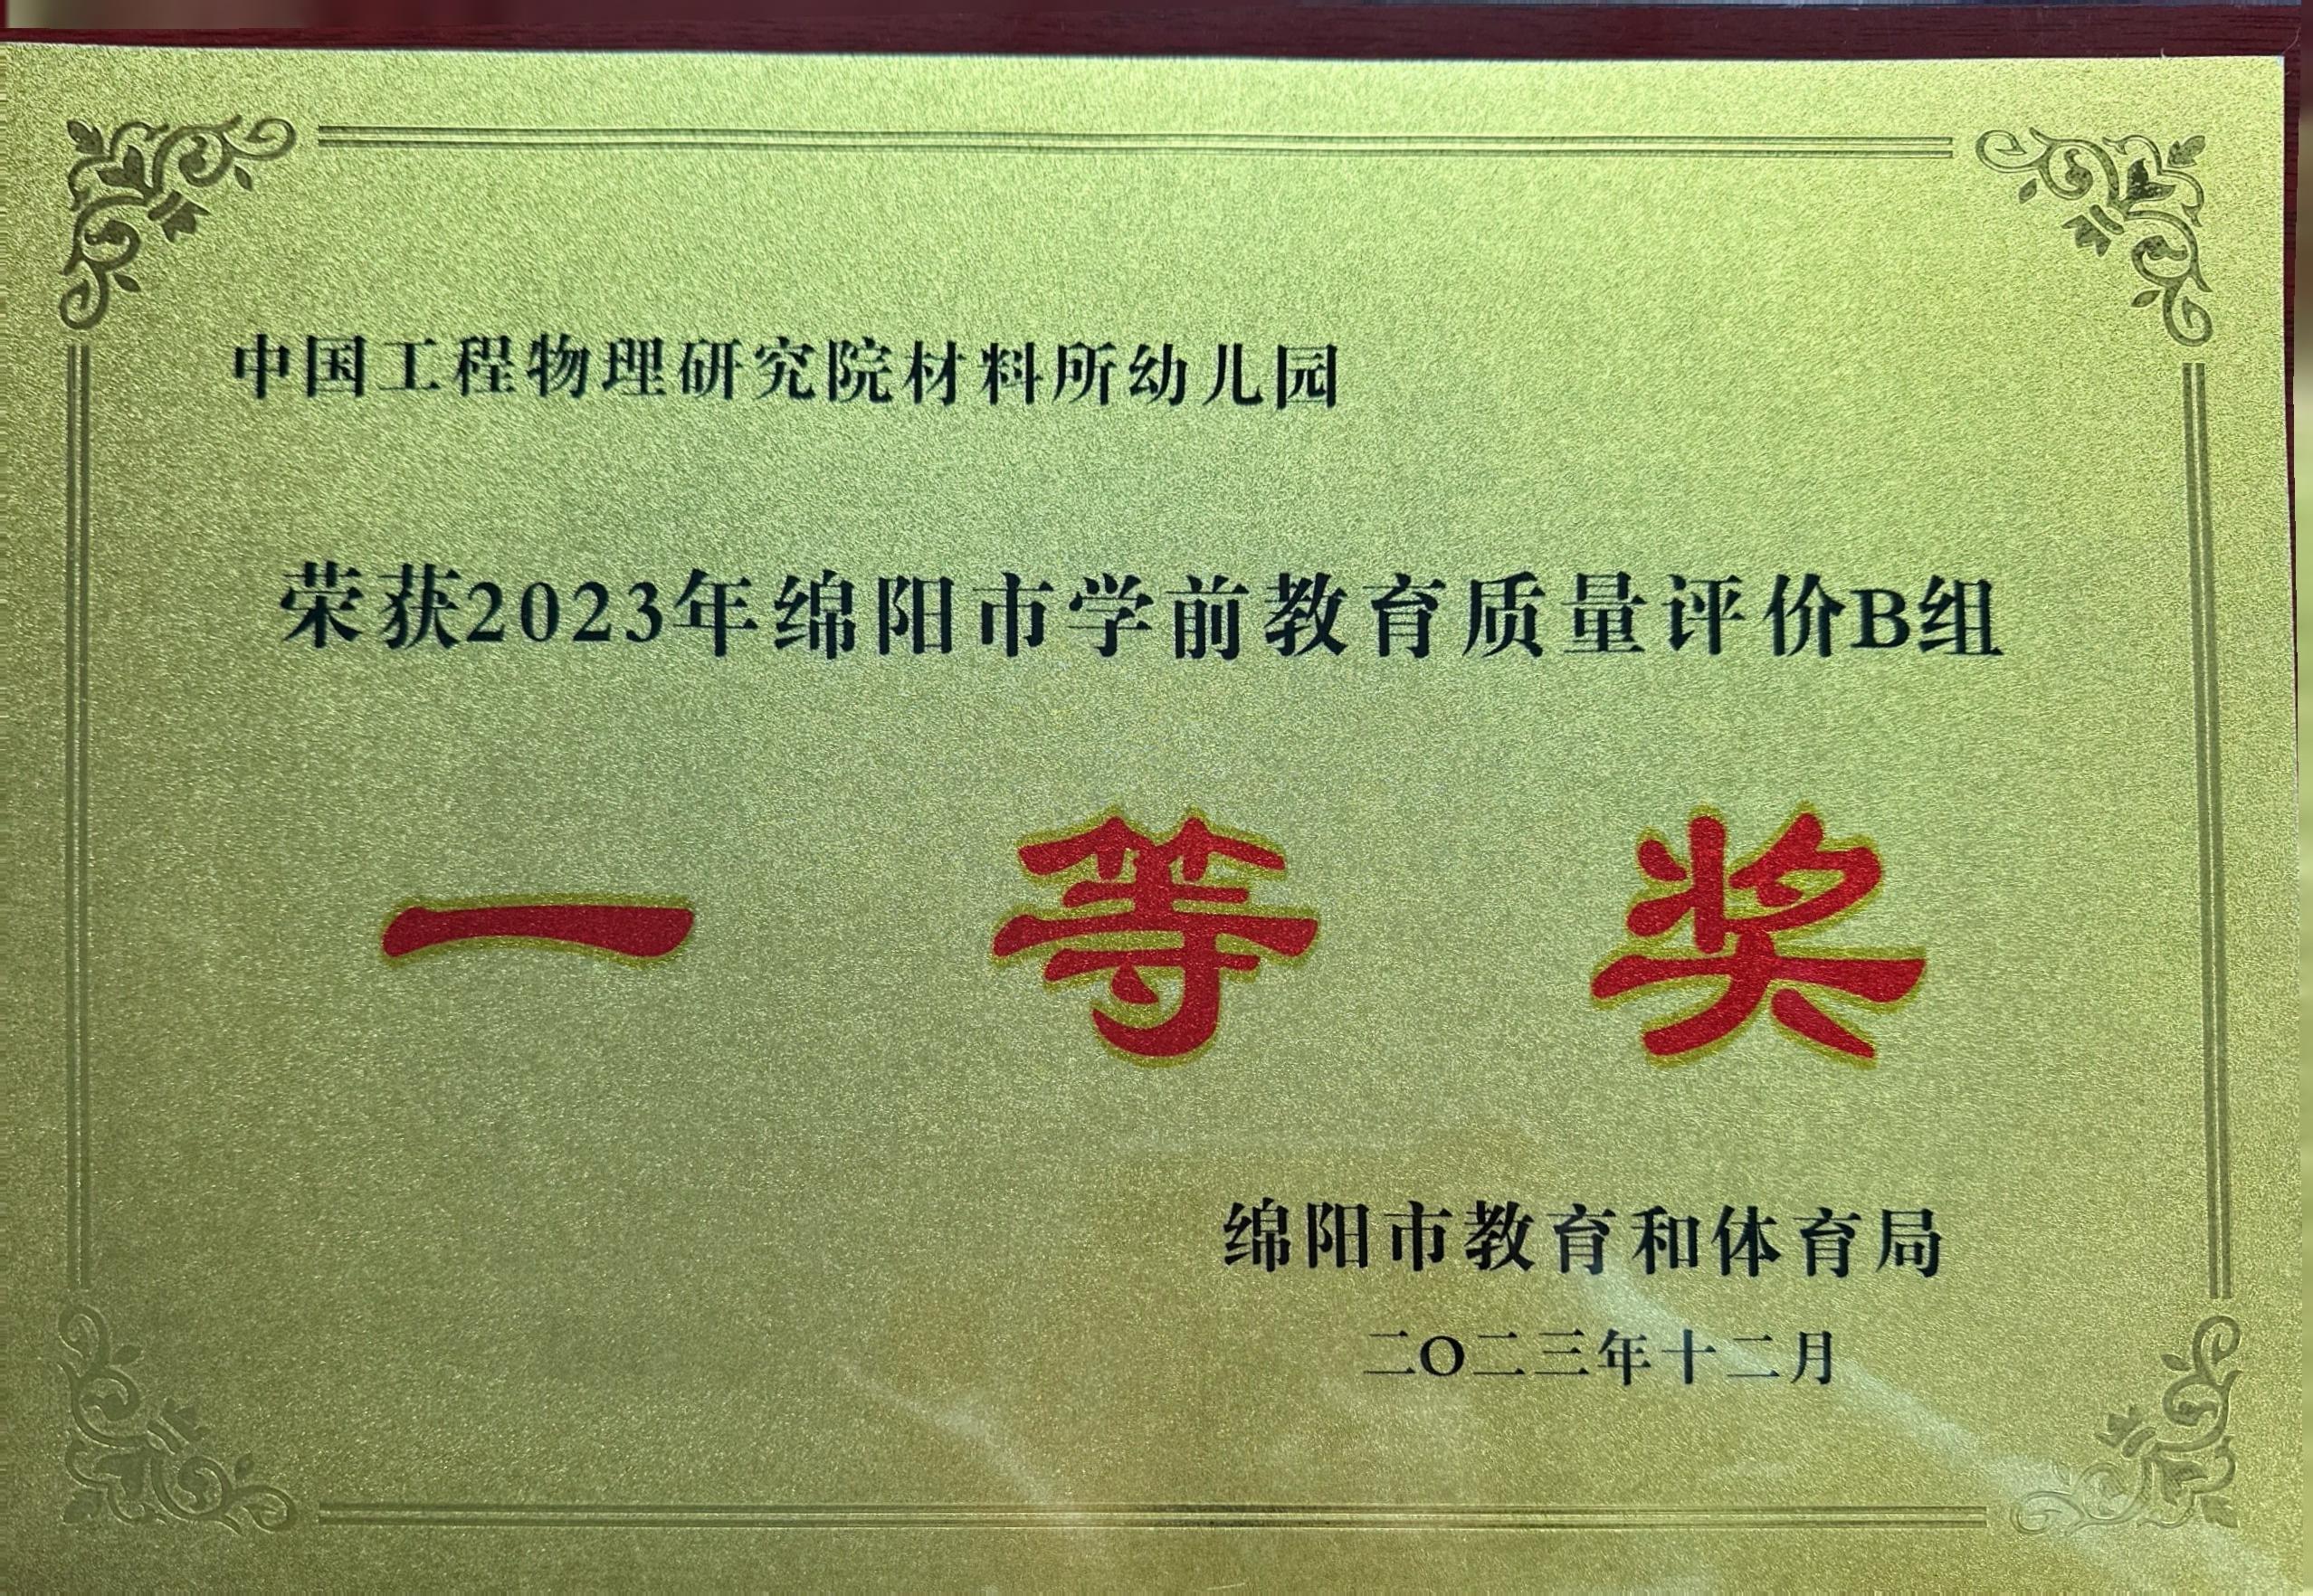 中国工程物理研究院材料所幼儿园
荣获2023年绵阳市学前教育质量评价B组
一等奖
绵阳市教育和体育局
二O二三年十二月